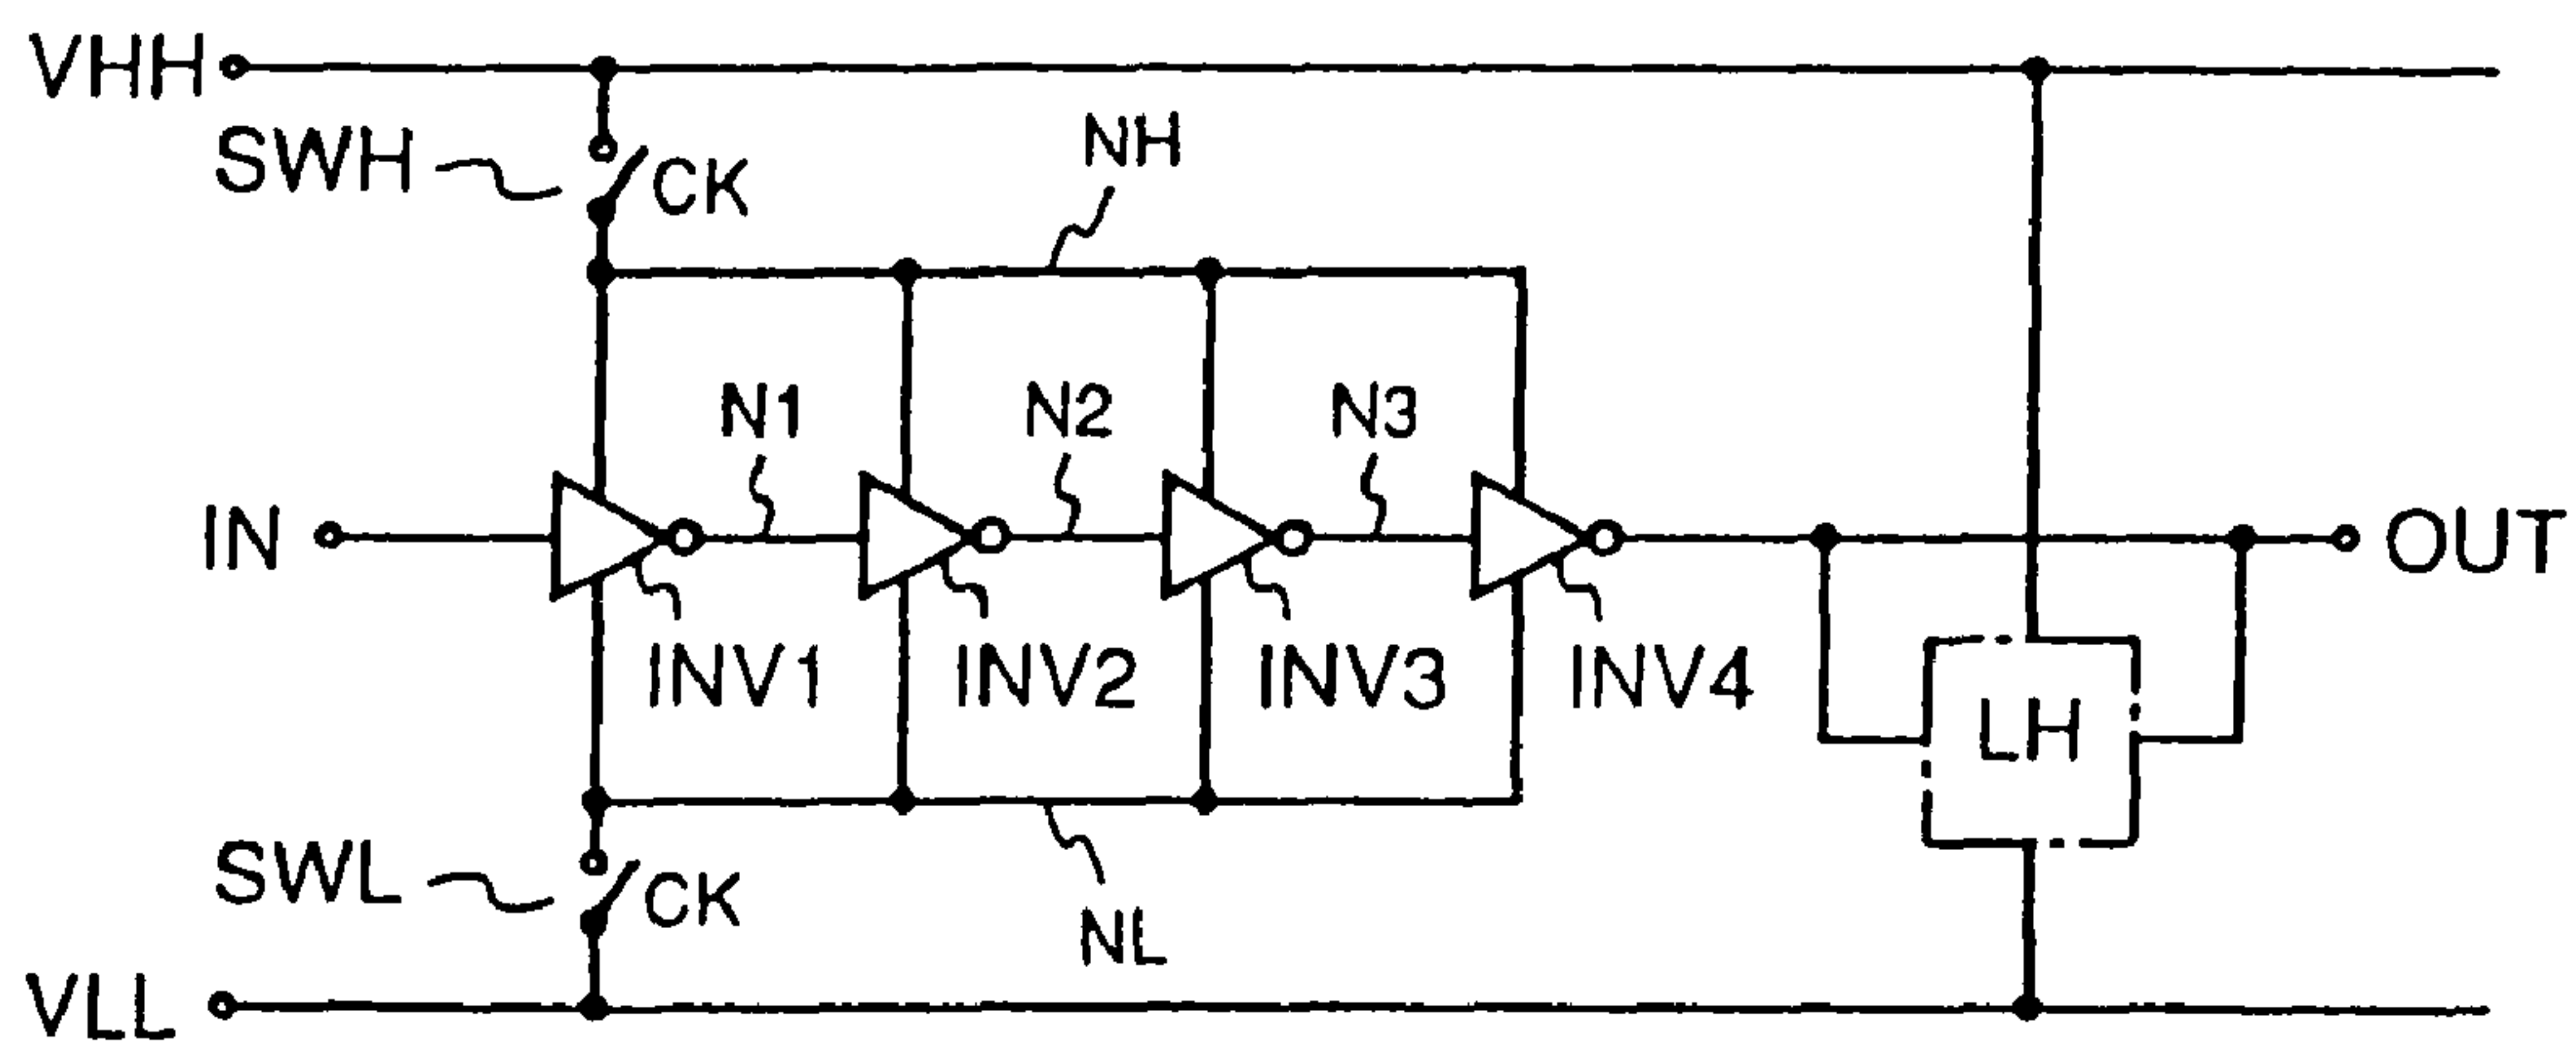 VHH
SWH
CK
NH
N1
N2
N3
IN
OUT
INV1
INV2
INV3
INV4
LH
SWL
CK
NL
VLL